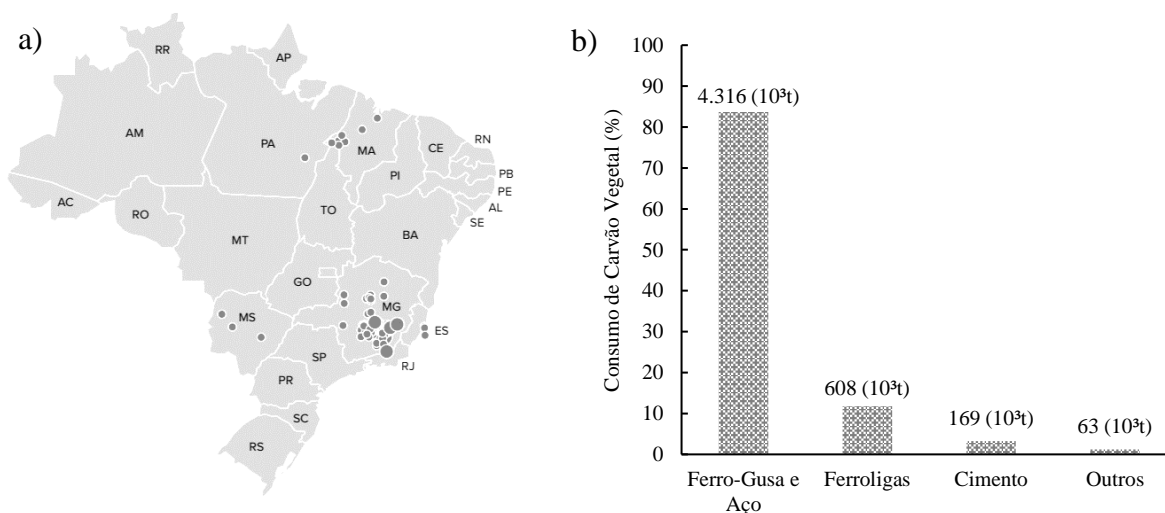 a)
RR
AP
AM
PA
MA
CE
RN
PB
PE
AL
SE
PI
AC
RO
TO
MT
BA
GO
MG
MS
ES
SP
RJ
PR
SC
RS
b)
Consumo de Carvão Vegetal (%)
100
90
80
70
60
50
40
30
20
10
0
4.316 (10³t)
608 (10³t)
169 (10³t)
63 (10³t)
Ferro-Gusa e
Aço
Ferroligas
Cimento
Outros